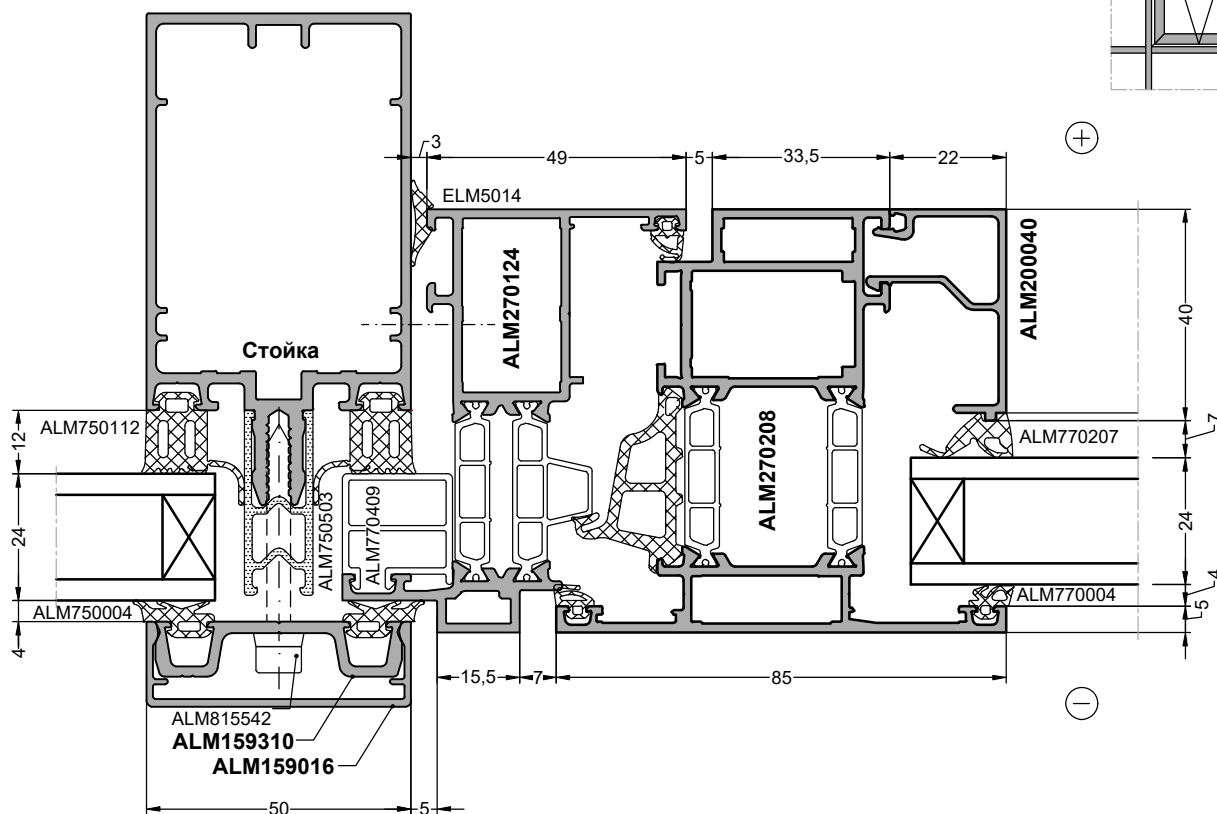 +
3
49
5
33,5
22
ELM5014
ALM270124
ALM200040
40
Стойка
12
ALM750112
ALM770207
7
24
ALM750503
ALM770409
ALM270208
24
ALM750004
ALM770004
4
5
4
15,5
7
85
ALM815542
ALM159310
ALM159016
−
50
5